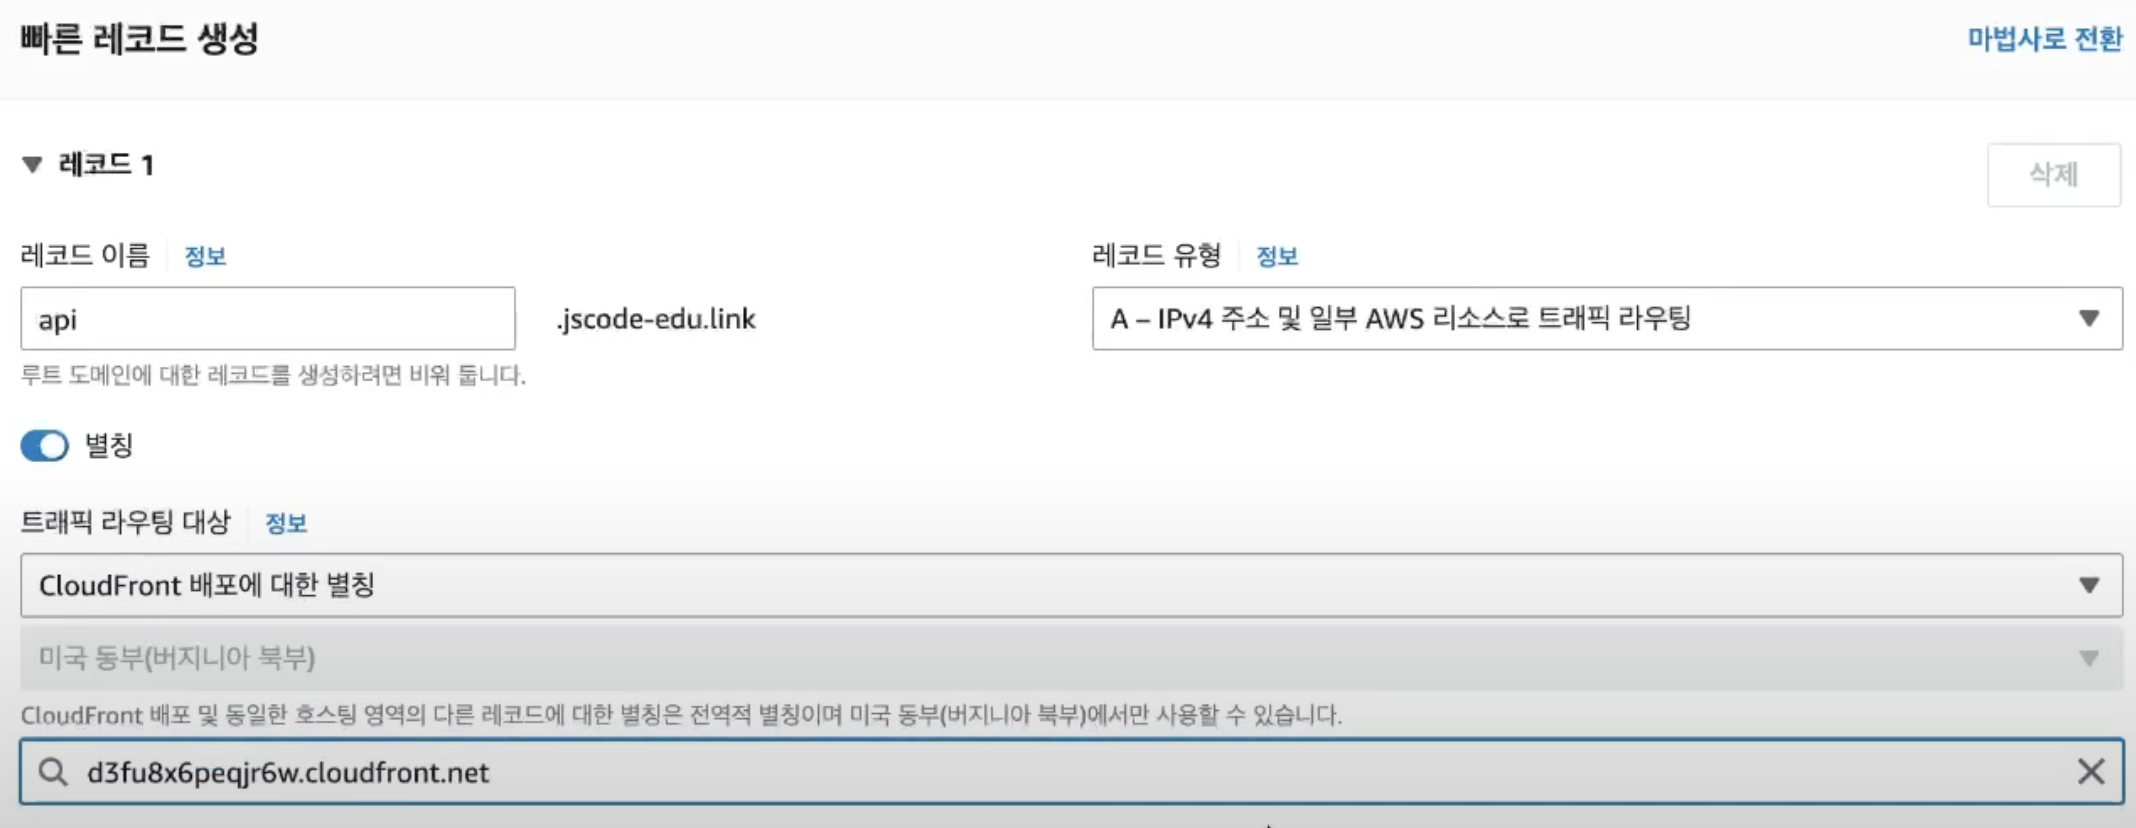 빠른 레코드 생성
마법사로 전환
레코드 1
삭제
레코드 이름 정보
레코드 유형 정보
api .jscode-edu.link
A – IPv4 주소 및 일부 AWS 리소스로 트래픽 라우팅
루트 도메인에 대한 레코드를 생성하려면 비워 둡니다.
별칭
트래픽 라우팅 대상 정보
CloudFront 배포에 대한 별칭
미국 동부(버지니아 북부)
CloudFront 배포 및 동일한 호스팅 영역의 다른 레코드에 대한 별칭은 전역적 별칭이며 미국 동부(버지니아 북부)에서만 사용할 수 있습니다.
d3fu8x6peqjr6w.cloudfront.net